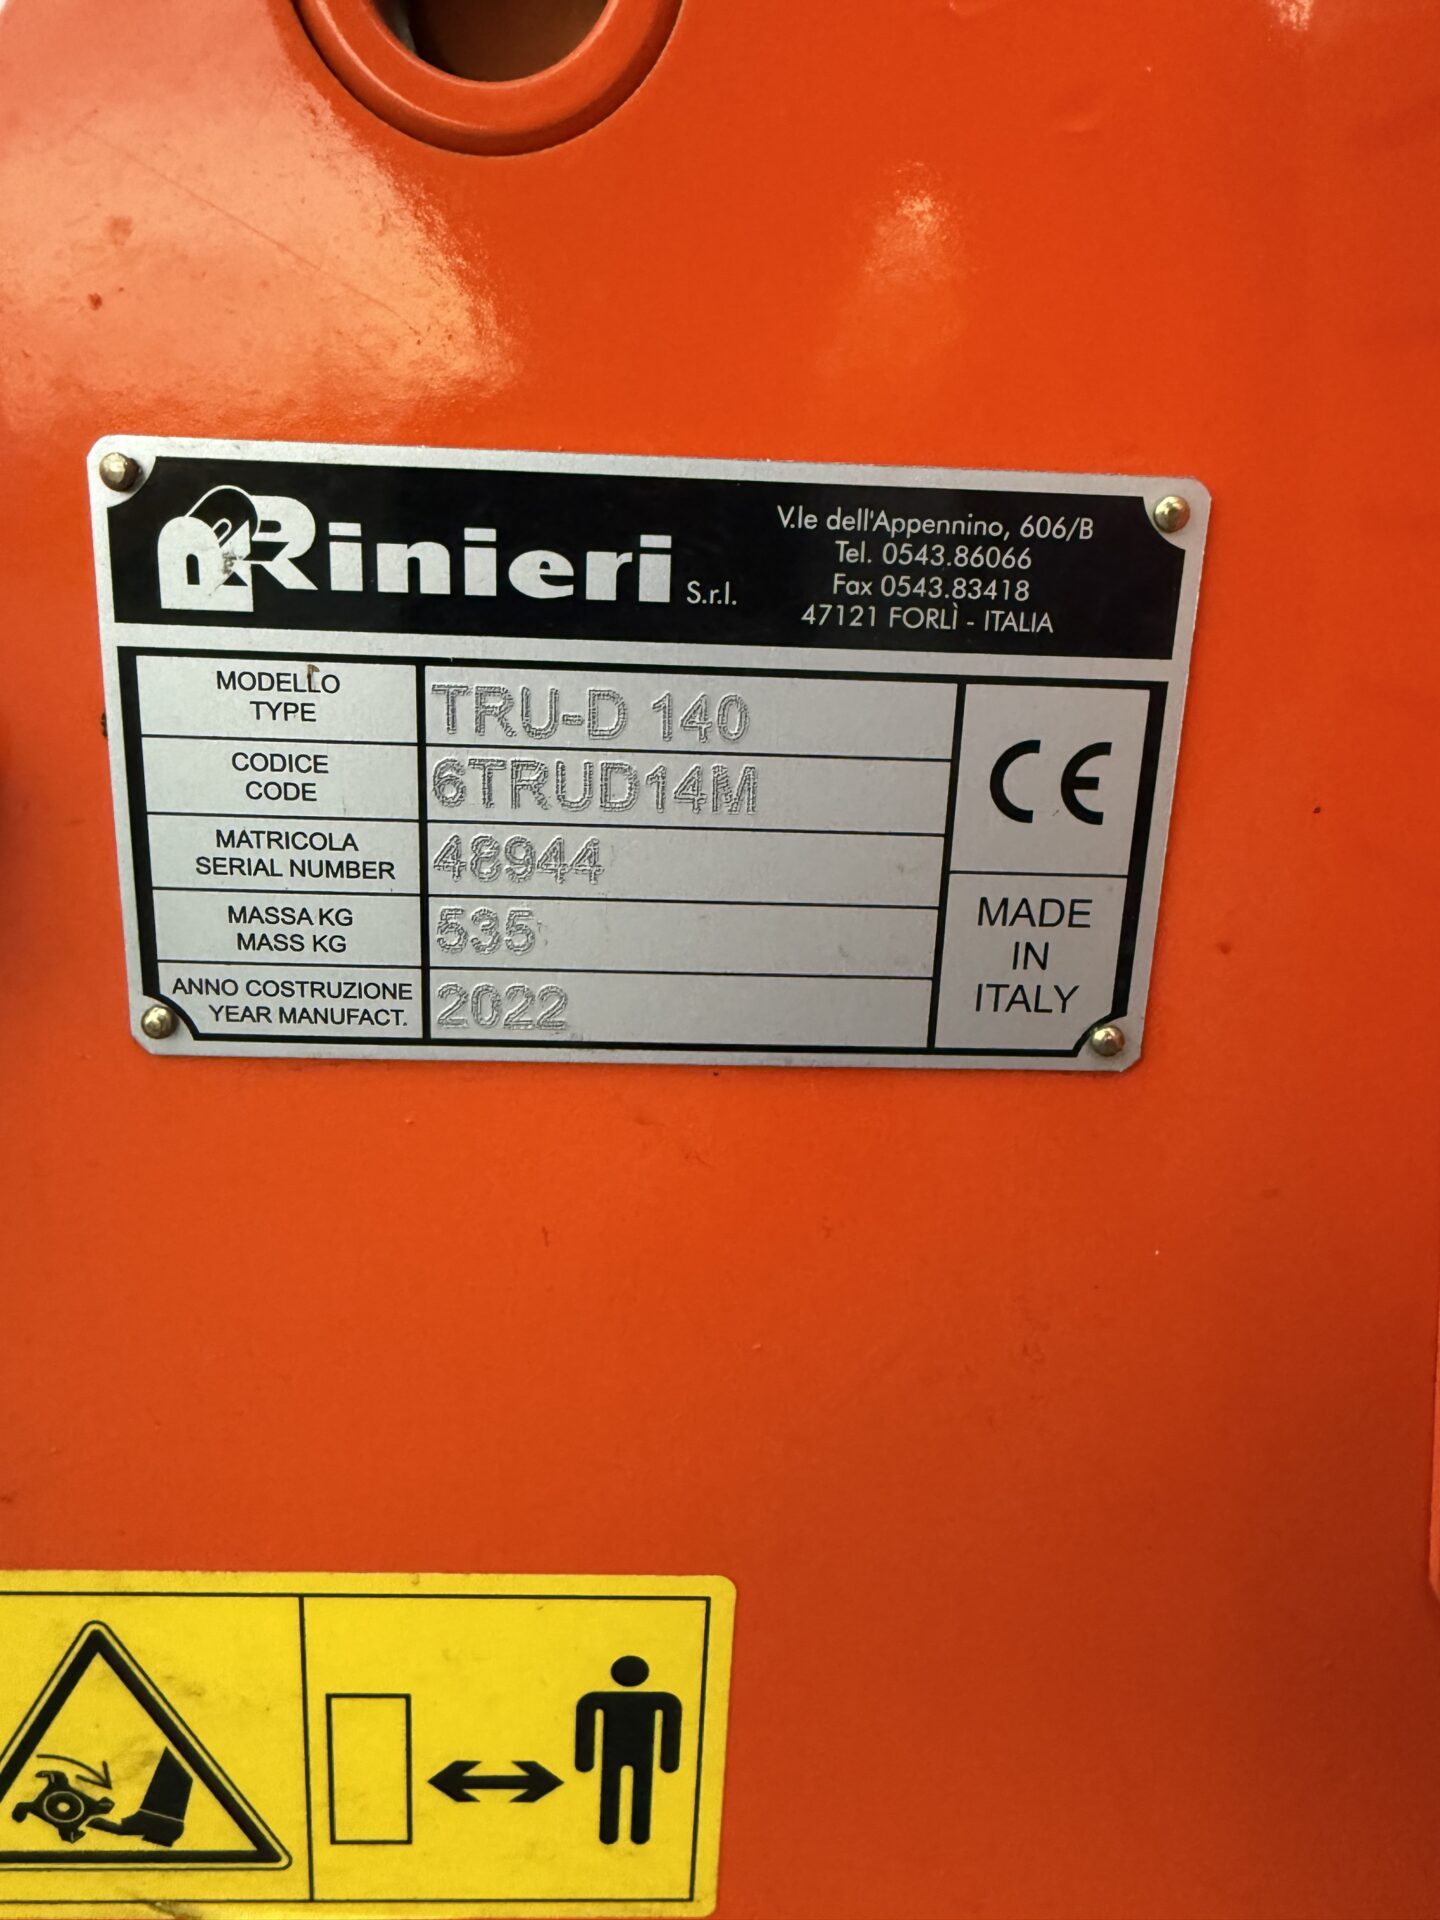 Rinieri S.r.l.
V.le dell'Appennino, 606/B
Tel. 0543.86066
Fax 0543.83418
47121 FORLÌ - ITALIA
MODELLO
TYPE
TRU-D 140
CODICE
CODE
6TRUD14M
MATRICOLA
SERIAL NUMBER
48944
MASSA KG
MASS KG
535
ANNO COSTRUZIONE
YEAR MANUFACT.
2022
CE
MADE
IN
ITALY